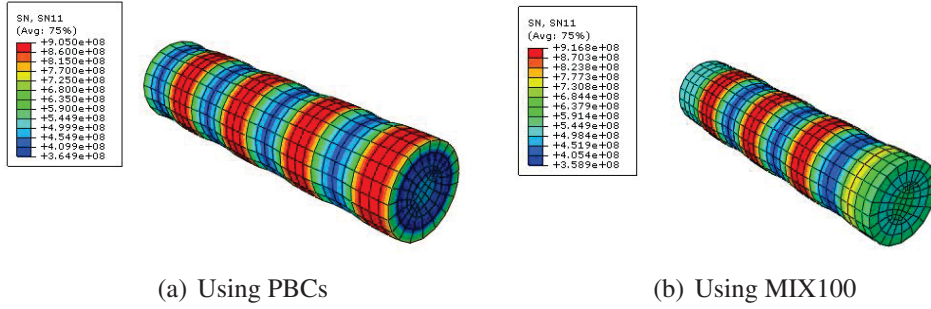 SN, SN11
(Avg: 75%)
+9.050e+08
+8.600e+08
+8.150e+08
+7.700e+08
+7.250e+08
+6.800e+08
+6.350e+08
+5.900e+08
+5.449e+08
+4.999e+08
+4.549e+08
+4.099e+08
+3.649e+08
SN, SN11
(Avg: 75%)
+9.168e+08
+8.703e+08
+8.238e+08
+7.773e+08
+7.308e+08
+6.844e+08
+6.379e+08
+5.914e+08
+5.449e+08
+4.984e+08
+4.519e+08
+4.054e+08
+3.589e+08
(a) Using PBCs
(b) Using MIX100